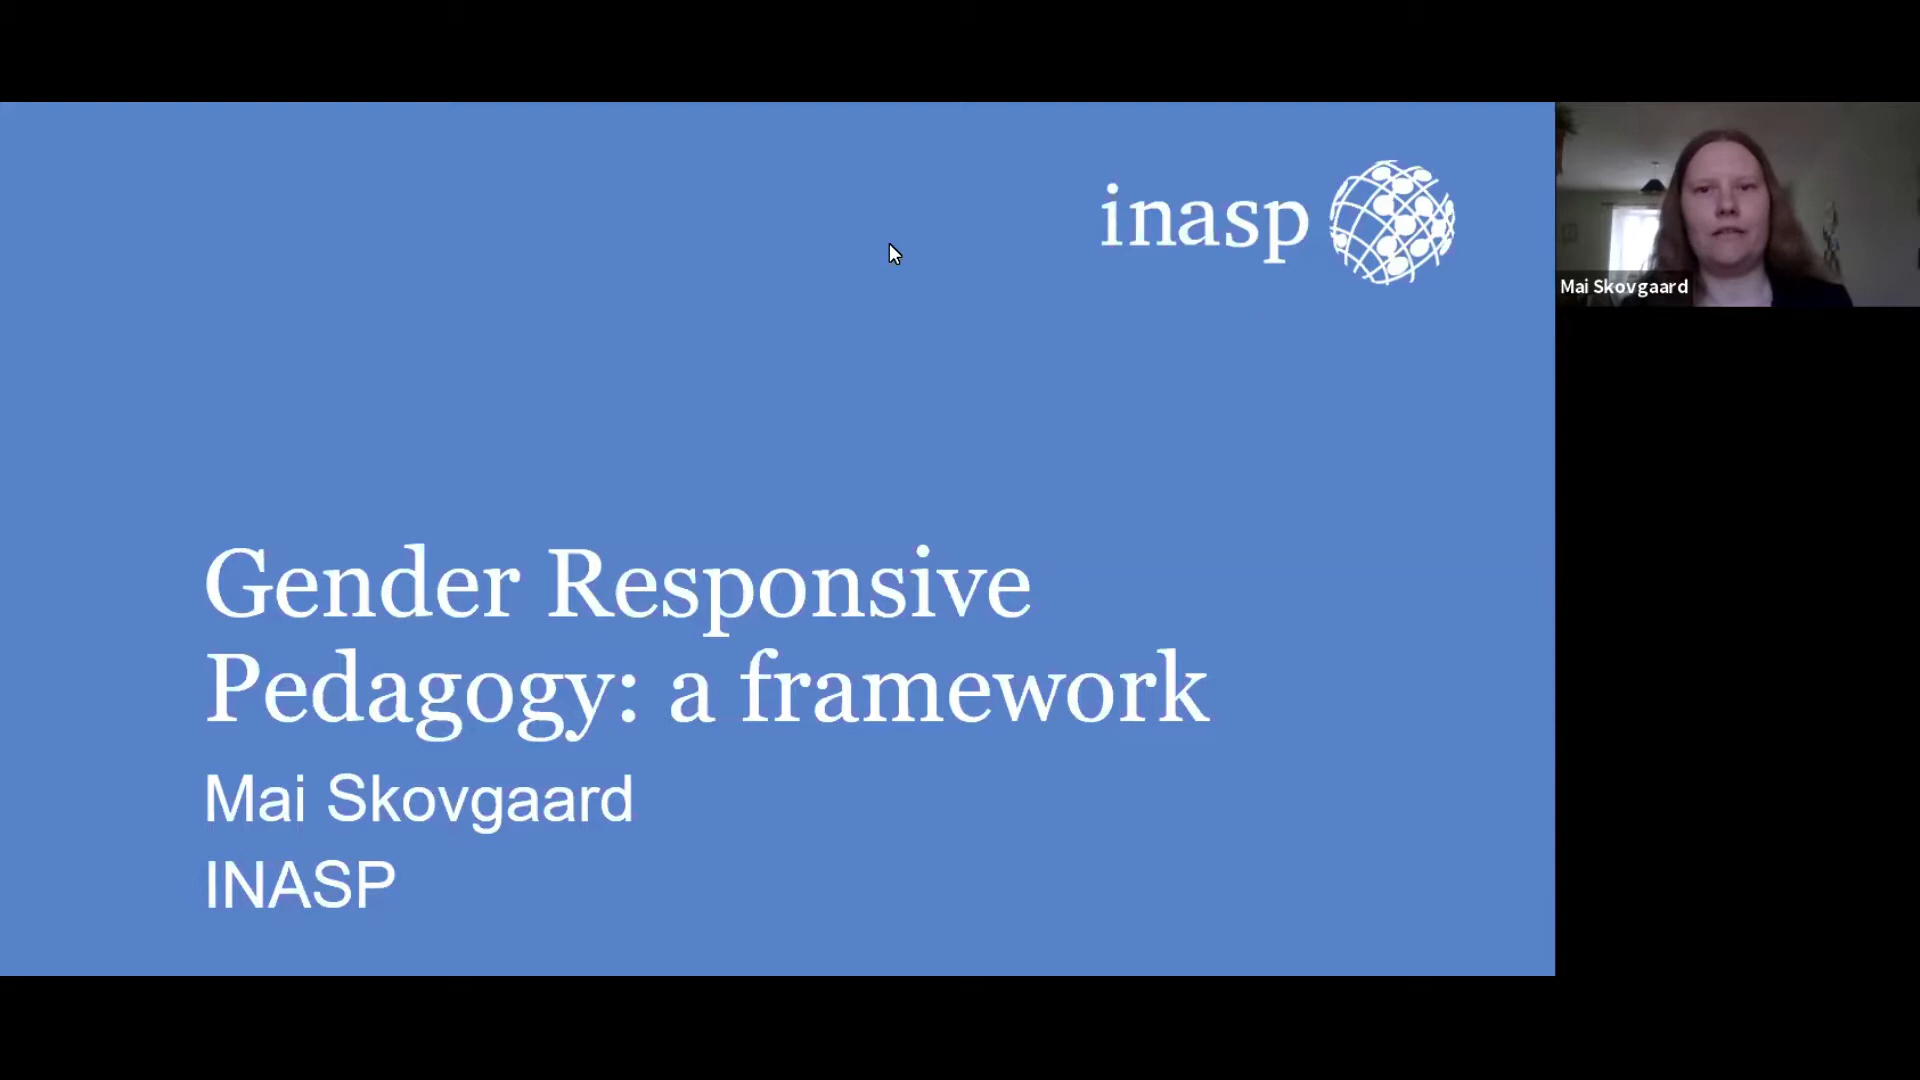 inasp
Mai Skovgaard
Gender Responsive
Pedagogy: a framework
Mai Skovgaard
INASP